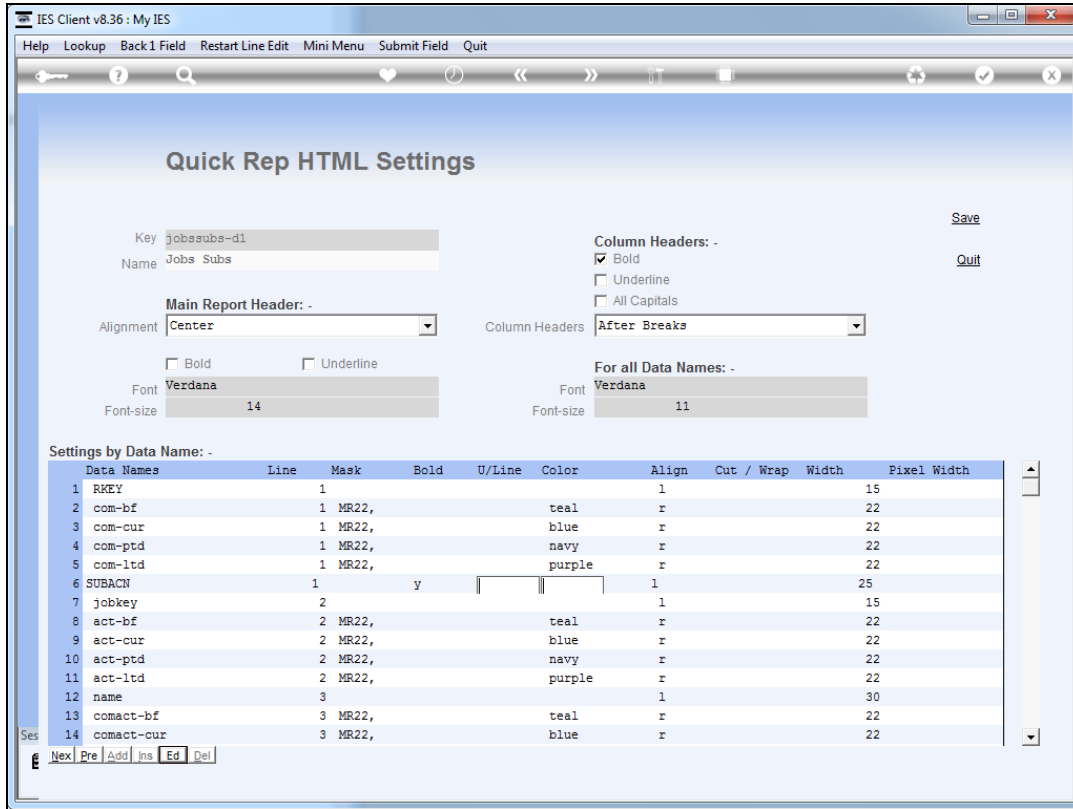 IES Client v8.36 : My IES
Help Lookup Back 1 Field Restart Line Edit Mini Menu Submit Field Quit
Quick Rep HTML Settings
Save
Key jobssubs-d1
Column Headers: -
Name Jobs Subs
Bold
Quit
Underline
Main Report Header: -
All Capitals
Alignment Center
Column Headers After Breaks
Bold Underline
For all Data Names: -
Font Verdana
Font Verdana
Font-size 14
Font-size 11
Settings by Data Name: -
Data Names Line Mask Bold U/Line Color Align Cut / Wrap Width Pixel Width
1 RKEY 1 l 15
2 com-bf 1 MR22, teal r 22
3 com-cur 1 MR22, blue r 22
4 com-ptd 1 MR22, navy r 22
5 com-ltd 1 MR22, purple r 22
6 SUBACN 1 y l 25
7 jobkey 2 l 15
8 act-bf 2 MR22, teal r 22
9 act-cur 2 MR22, blue r 22
10 act-ptd 2 MR22, navy r 22
11 act-ltd 2 MR22, purple r 22
12 name 3 l 30
13 comact-bf 3 MR22, teal r 22
14 comact-cur 3 MR22, blue r 22
Ses
Nex Pre Add Ins Ed Del